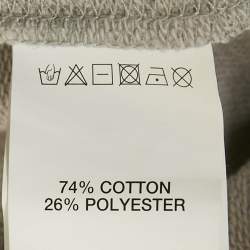 74% COTTON
26% POLYESTER